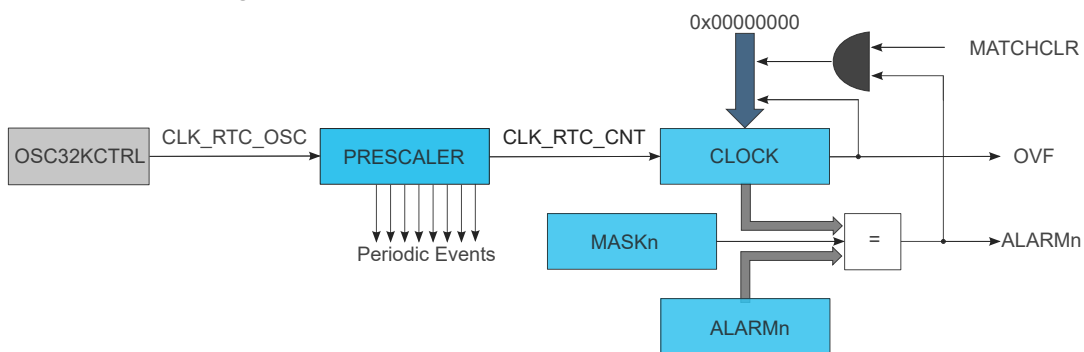 0x00000000
MATCHCLR
OSC32KCTRL
CLK_RTC_OSC
PRESCALER
CLK_RTC_CNT
CLOCK
OVF
Periodic Events
MASKn
=
ALARMn
ALARMn